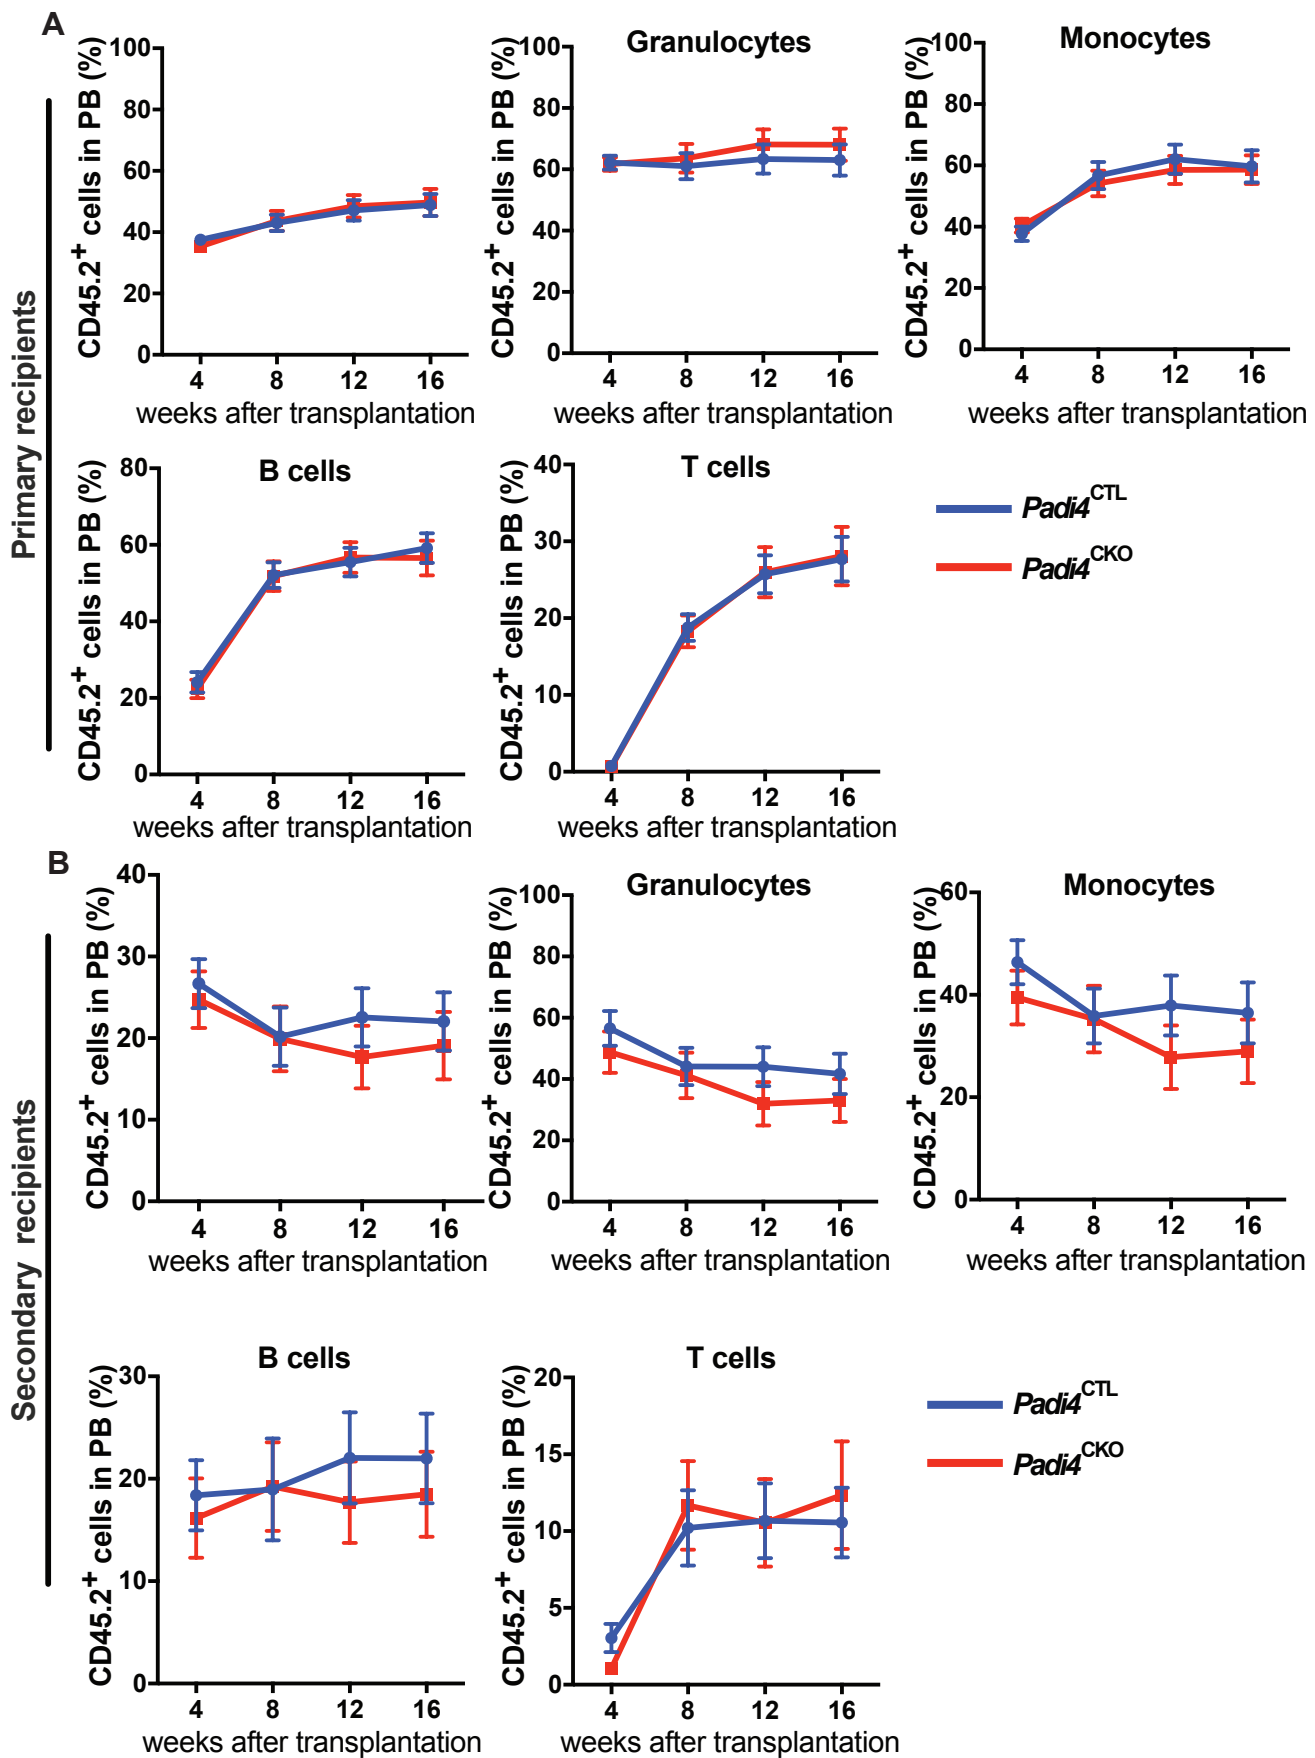 A
Primary recipients
CD45.2+ cells in PB (%)
100
80
60
40
20
0
4 8 12 16
weeks after transplantation
Granulocytes
CD45.2+ cells in PB (%)
100
80
60
40
20
0
4 8 12 16
weeks after transplantation
Monocytes
CD45.2+ cells in PB (%)
100
80
60
40
20
0
4 8 12 16
weeks after transplantation
B cells
CD45.2+ cells in PB (%)
80
60
40
20
0
4 8 12 16
weeks after transplantation
T cells
CD45.2+ cells in PB (%)
40
30
20
10
0
4 8 12 16
weeks after transplantation
Padi4CTL
Padi4CKO
B
Secondary recipients
CD45.2+ cells in PB (%)
40
30
20
10
0
4 8 12 16
weeks after transplantation
Granulocytes
CD45.2+ cells in PB (%)
100
80
60
40
20
0
4 8 12 16
weeks after transplantation
Monocytes
CD45.2+ cells in PB (%)
60
40
20
0
4 8 12 16
weeks after transplantation
B cells
CD45.2+ cells in PB (%)
30
20
10
0
4 8 12 16
weeks after transplantation
T cells
CD45.2+ cells in PB (%)
20
15
10
5
0
4 8 12 16
weeks after transplantation
Padi4CTL
Padi4CKO